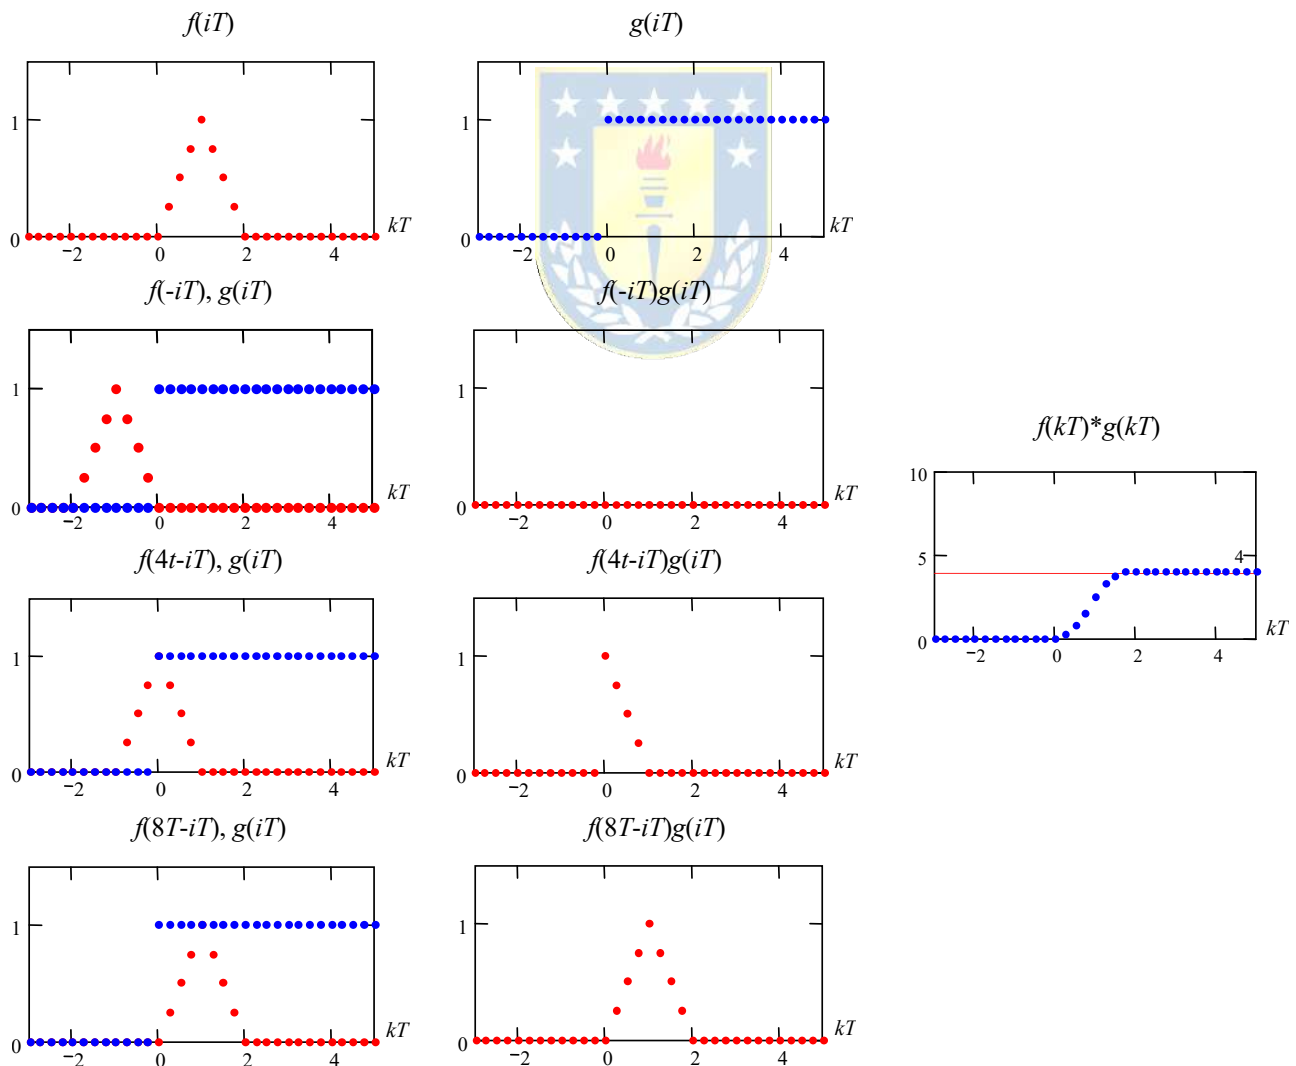 f(iT) g(iT)
1 1
kT kT
0 0
−2 0 2 4 −2 0 2 4
f(-iT), g(iT) f(-iT)g(iT)
1 1
kT kT
0 0
−2 0 2 4 −2 0 2 4
f(kT)*g(kT)
10
5 4
0 kT
−2 0 2 4
f(4t-iT), g(iT) f(4t-iT)g(iT)
1 1
kT kT
0 0
−2 0 2 4 −2 0 2 4
f(8T-iT), g(iT) f(8T-iT)g(iT)
1 1
kT kT
0 0
−2 0 2 4 −2 0 2 4